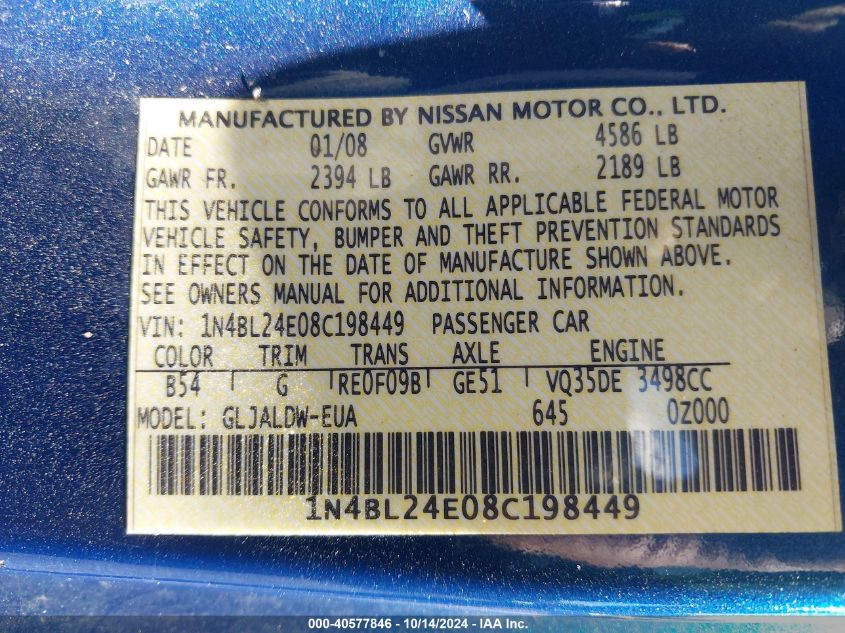 MANUFACTURED BY NISSAN MOTOR CO., LTD.
DATE 01/08 GVWR 4586 LB
GAWR FR. 2394 LB GAWR RR. 2189 LB
THIS VEHICLE CONFORMS TO ALL APPLICABLE FEDERAL MOTOR
VEHICLE SAFETY, BUMPER AND THEFT PREVENTION STANDARDS
IN EFFECT ON THE DATE OF MANUFACTURE SHOWN ABOVE.
SEE OWNERS MANUAL FOR ADDITIONAL INFORMATION.
VIN: 1N4BL24E08C198449 PASSENGER CAR
COLOR TRIM TRANS AXLE ENGINE
B54 G RE0F09B GE51 VQ35DE 3498CC
MODEL: GLJALDW-EUA 645 0Z000
1N4BL24E08C198449
000-40577846 - 10/14/2024 - IAA Inc.